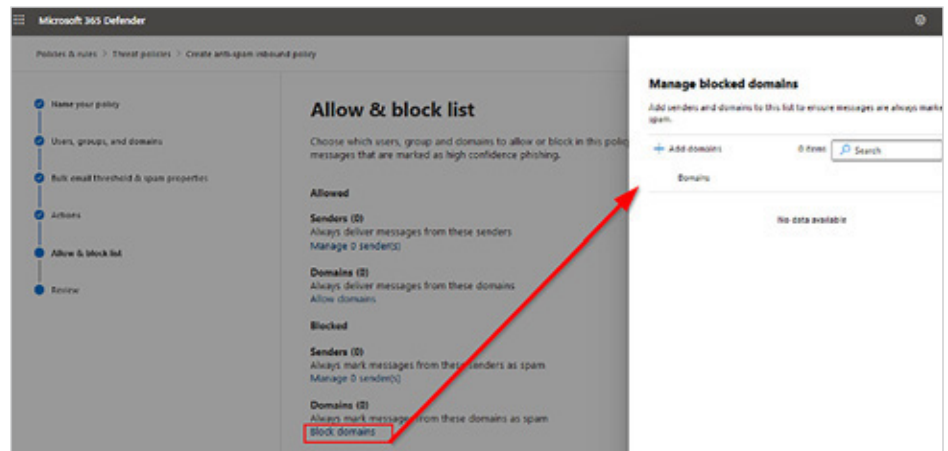 Microsoft 365 Defender
Policies & rules > Threat policies > Create anti-spam inbound policy
Name your policy
Users, groups, and domains
Bulk email threshold & spam properties
Actions
Allow & block list
Review
Allow & block list
Choose which users, group and domains to allow or block in this polic
messages that are marked as high confidence phishing.
Allowed
Senders (0)
Always deliver messages from these senders
Manage 0 sender(s)
Domains (0)
Always deliver messages from these domains
Allow domains
Blocked
Senders (0)
Always mark messages from these senders as spam
Manage 0 sender(s)
Domains (0)
Always mark messages from these domains as spam
Block domains
Manage blocked domains
Add senders and domains to this list to ensure messages are always marke
spam.
Add domains
0 items
Search
Domains
No data available